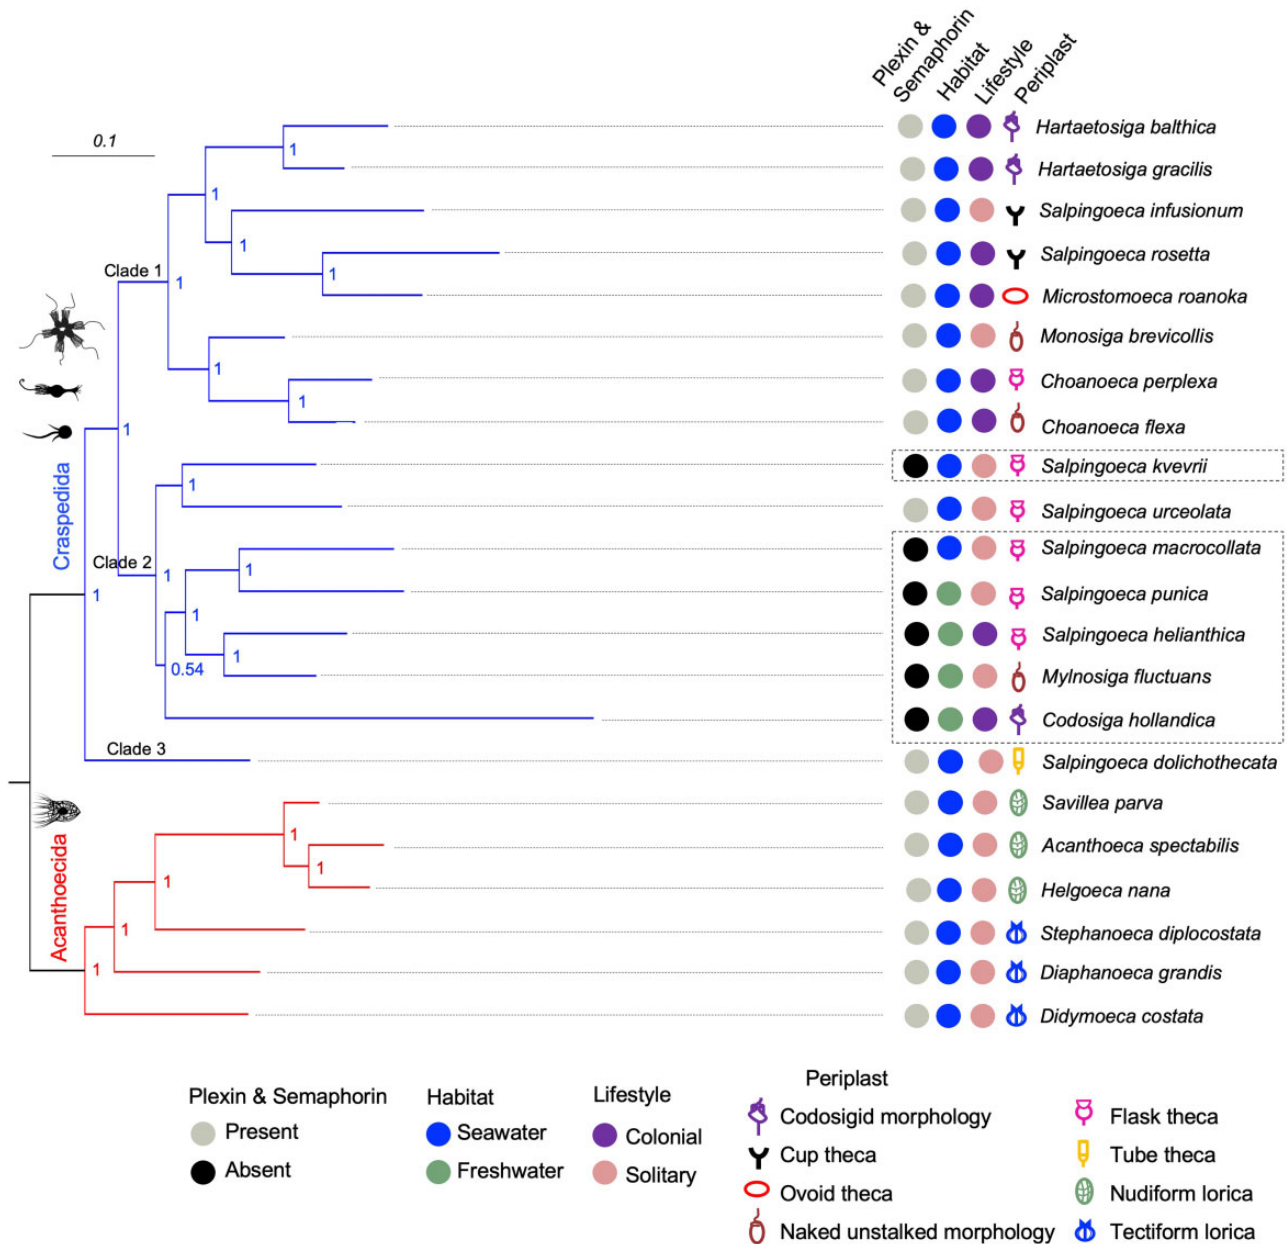 Plexin &
Semaphorin
Habitat
Lifestyle
Periplast
0.1
Hartaetosiga balthica
1
Hartaetosiga gracilis
1
Salpingoeca infusionum
1
Salpingoeca rosetta
Clade 1
1
1
Microstomoeca roanoka
Monosiga brevicollis
1
Choanoeca perplexa
1
Choanoeca flexa
1
Craspedida
Salpingoeca kvevrii
1
Salpingoeca urceolata
Clade 2
1
Salpingoeca macrocollata
1
1
Salpingoeca punica
1
Salpingoeca helianthica
1
0.54
Mylnosiga fluctuans
Codosiga hollandica
Clade 3
Salpingoeca dolichothecata
Savillea parva
1
Acanthoecida
Acanthoeca spectabilis
1
1
Helgoeca nana
1
Stephanoeca diplocostata
1
Diaphanoeca grandis
Didymoeca costata
Plexin & Semaphorin
Present
Absent
Habitat
Seawater
Freshwater
Lifestyle
Colonial
Solitary
Periplast
Codosigid morphology
Cup theca
Ovoid theca
Naked unstalked morphology
Flask theca
Tube theca
Nudiform lorica
Tectiform lorica